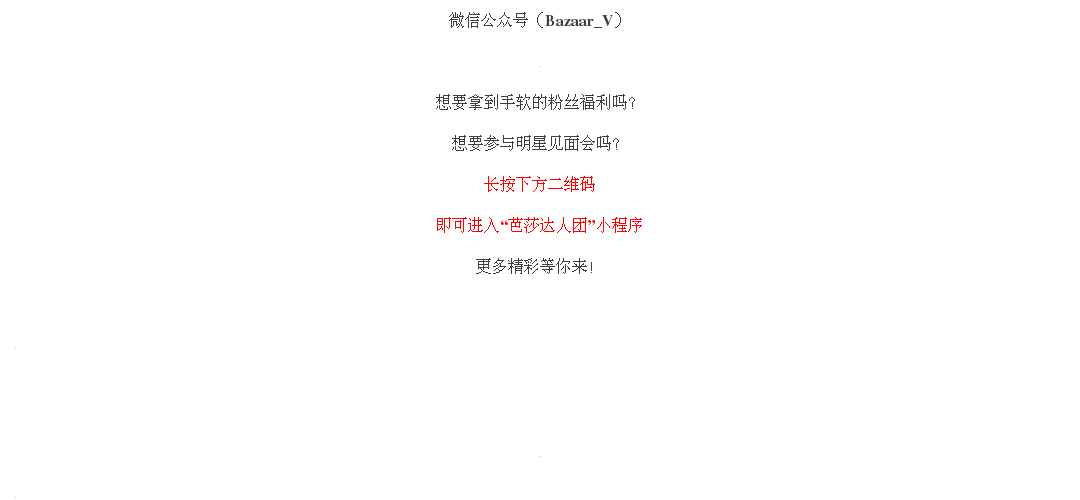 微信公众号（Bazaar_V）
想要拿到手软的粉丝福利吗?
想要参与明星见面会吗?
长按下方二维码
即可进入“芭莎达人团”小程序
更多精彩等你来!